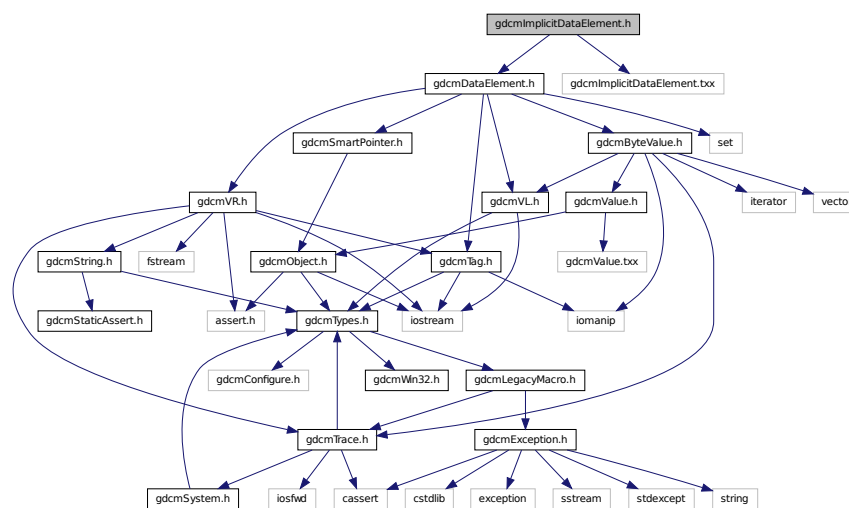 gdcmImplicitDataElement.h
gdcmDataElement.h
gdcmImplicitDataElement.txx
gdcmSmartPointer.h
gdcmByteValue.h
set
gdcmVR.h
gdcmVL.h
gdcmValue.h
iterator
vecto
gdcmString.h
fstream
gdcmObject.h
gdcmTag.h
gdcmValue.txx
gdcmStaticAssert.h
assert.h
gdcmTypes.h
iostream
iomanip
gdcmConfigure.h
gdcmWin32.h
gdcmLegacyMacro.h
gdcmTrace.h
gdcmException.h
gdcmSystem.h
iosfwd
cassert
cstdlib
exception
sstream
stdexcept
string